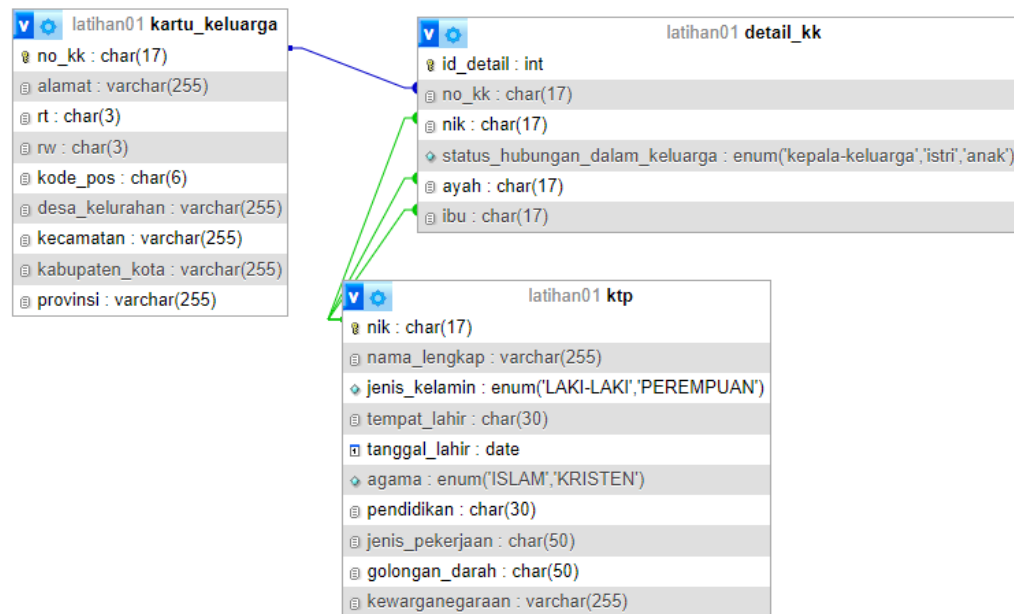 latihan01 kartu_keluarga
no_kk : char(17)
alamat : varchar(255)
rt : char(3)
rw : char(3)
kode_pos : char(6)
desa_kelurahan : varchar(255)
kecamatan : varchar(255)
kabupaten_kota : varchar(255)
provinsi : varchar(255)
latihan01 detail_kk
id_detail : int
no_kk : char(17)
nik : char(17)
status_hubungan_dalam_keluarga : enum('kepala-keluarga','istri','anak')
ayah : char(17)
ibu : char(17)
latihan01 ktp
nik : char(17)
nama_lengkap : varchar(255)
jenis_kelamin : enum('LAKI-LAKI','PEREMPUAN')
tempat_lahir : char(30)
tanggal_lahir : date
agama : enum('ISLAM','KRISTEN')
pendidikan : char(30)
jenis_pekerjaan : char(50)
golongan_darah : char(50)
kewarganegaraan : varchar(255)